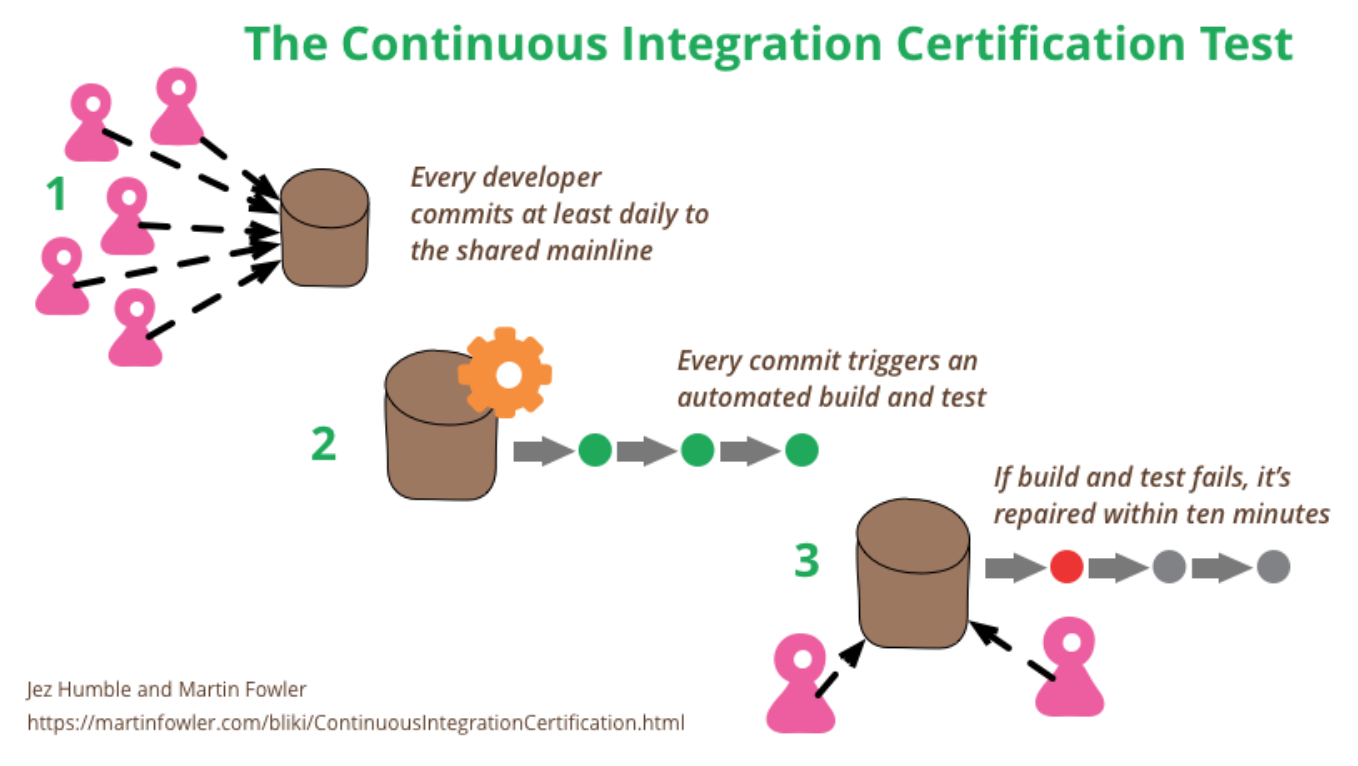 The Continuous Integration Certification Test
1
Every developer
commits at least daily to
the shared mainline
2
Every commit triggers an
automated build and test
3
If build and test fails, it’s
repaired within ten minutes
Jez Humble and Martin Fowler
https://martinfowler.com/bliki/ContinuousIntegrationCertification.html